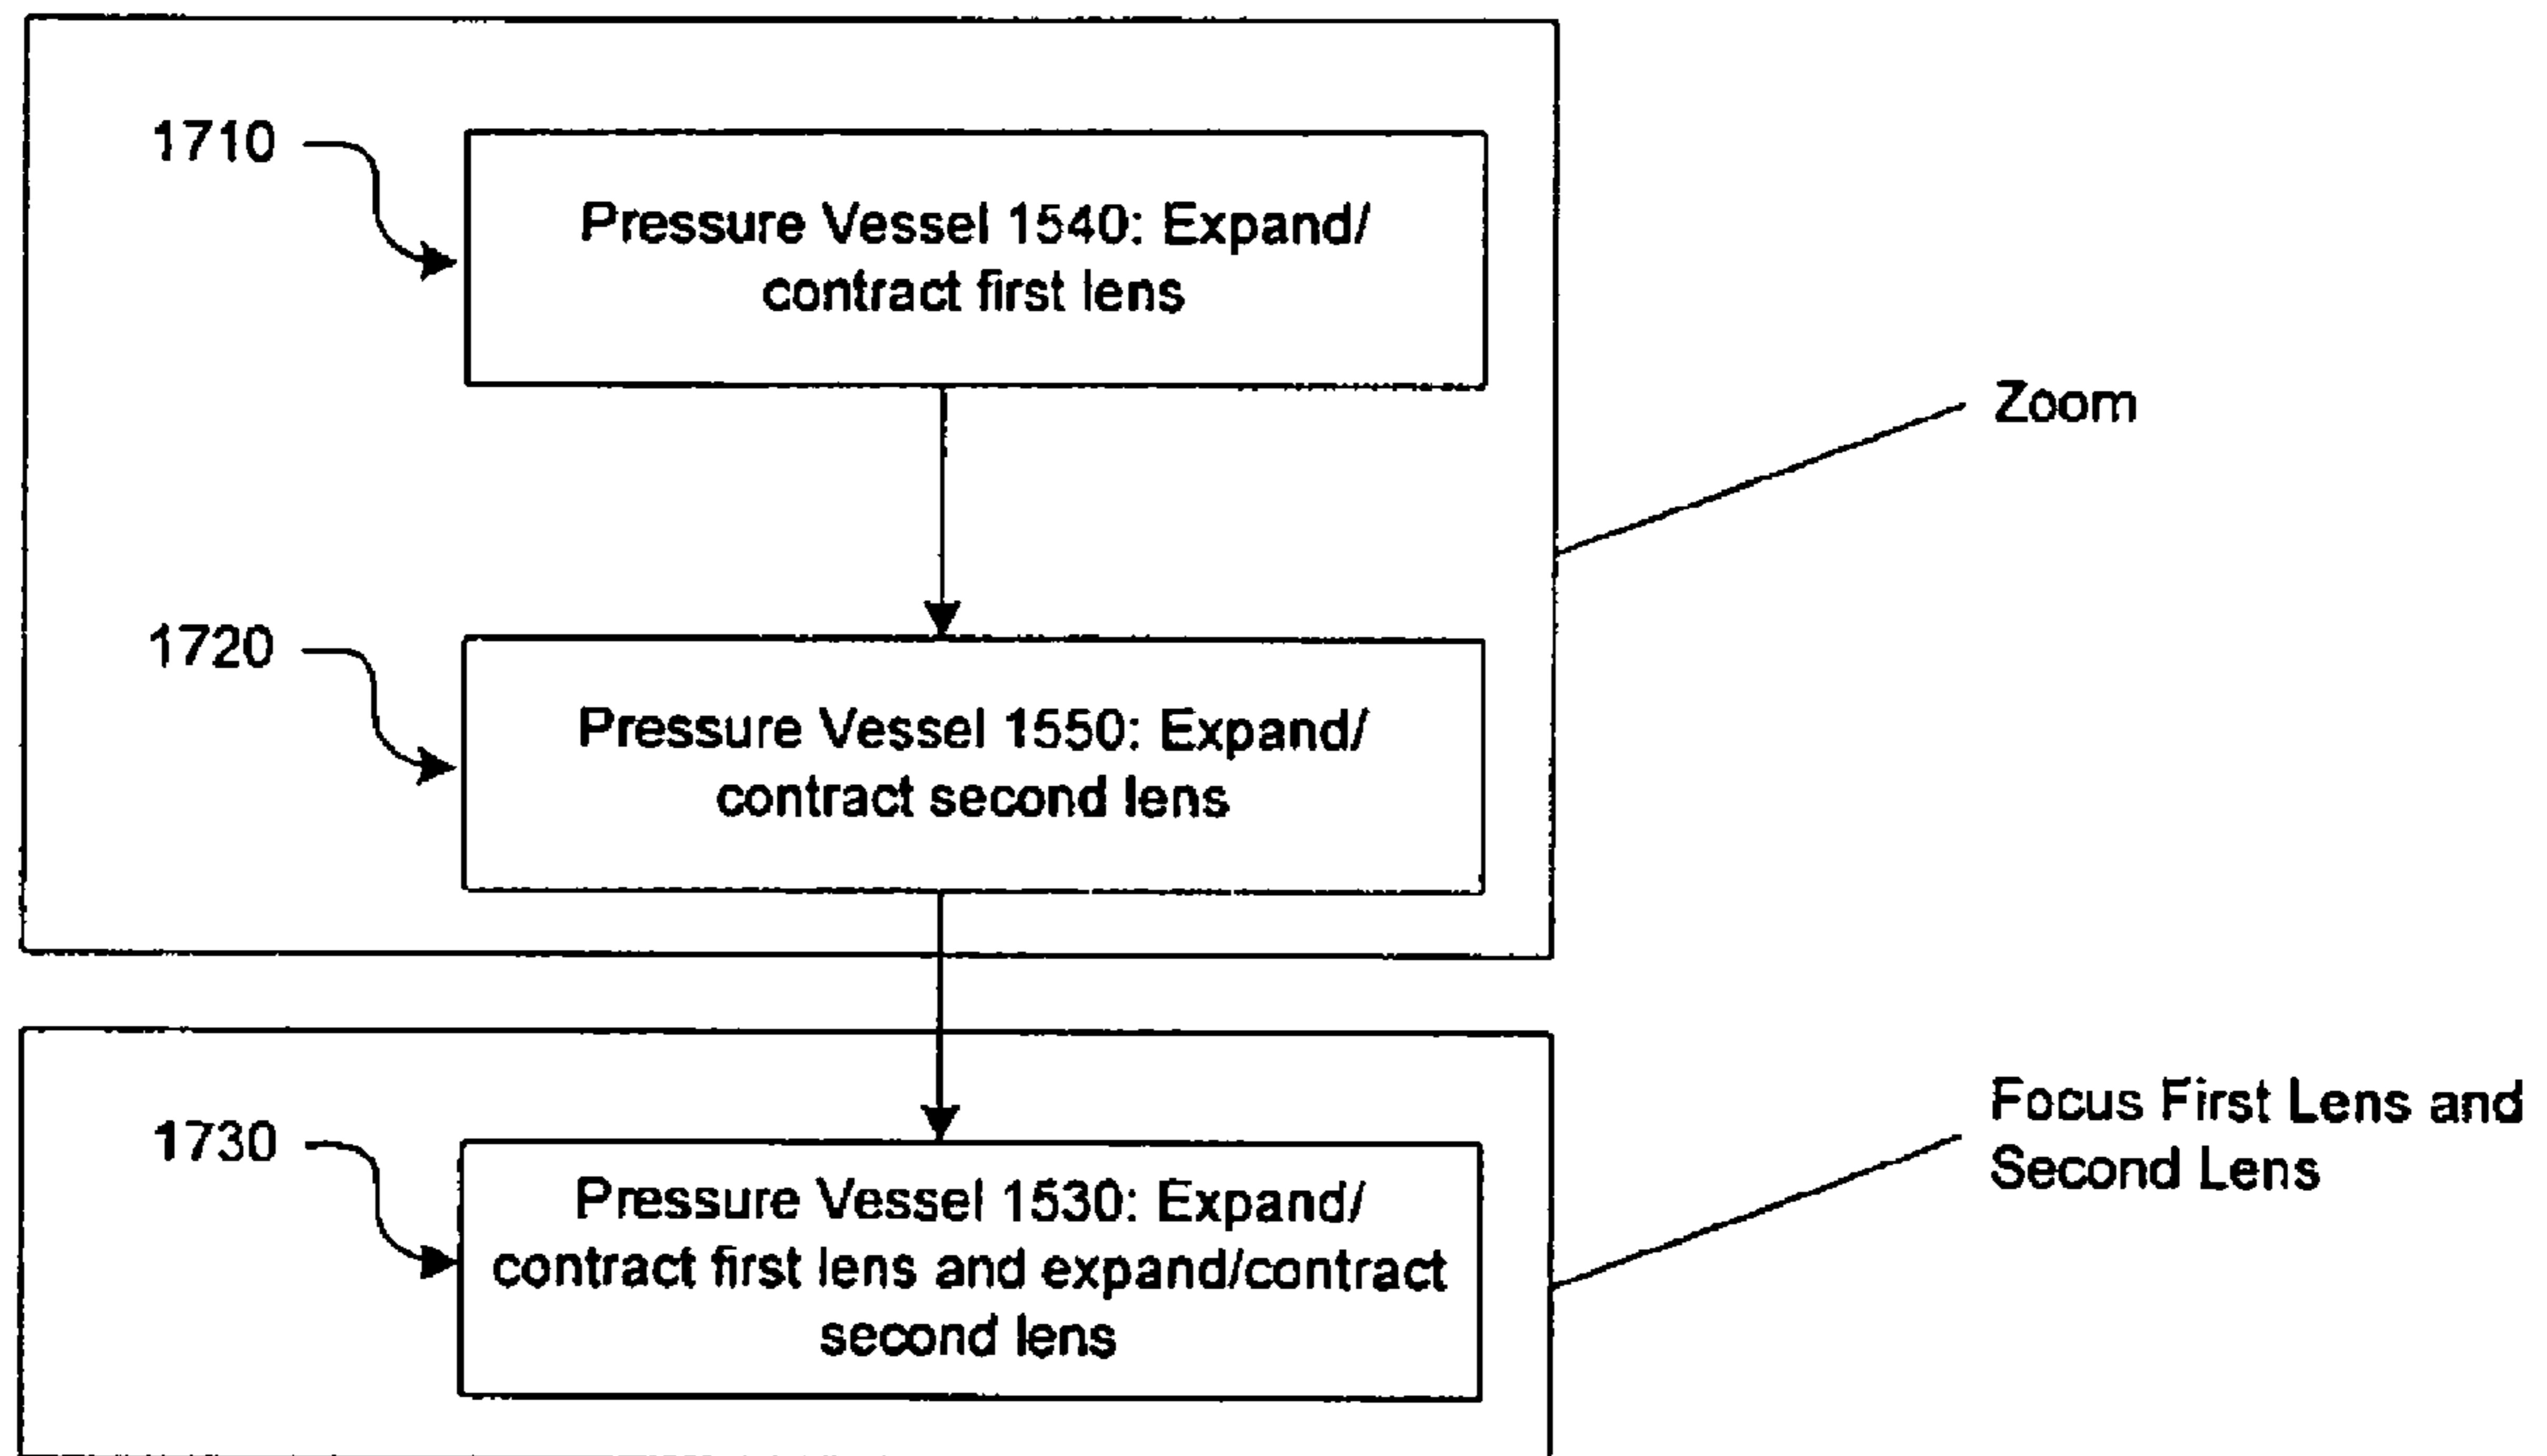 1710
Pressure Vessel 1540: Expand/
contract first lens
Zoom
1720
Pressure Vessel 1550: Expand/
contract second lens
Focus First Lens and
Second Lens
1730
Pressure Vessel 1530: Expand/
contract first lens and expand/contract
second lens